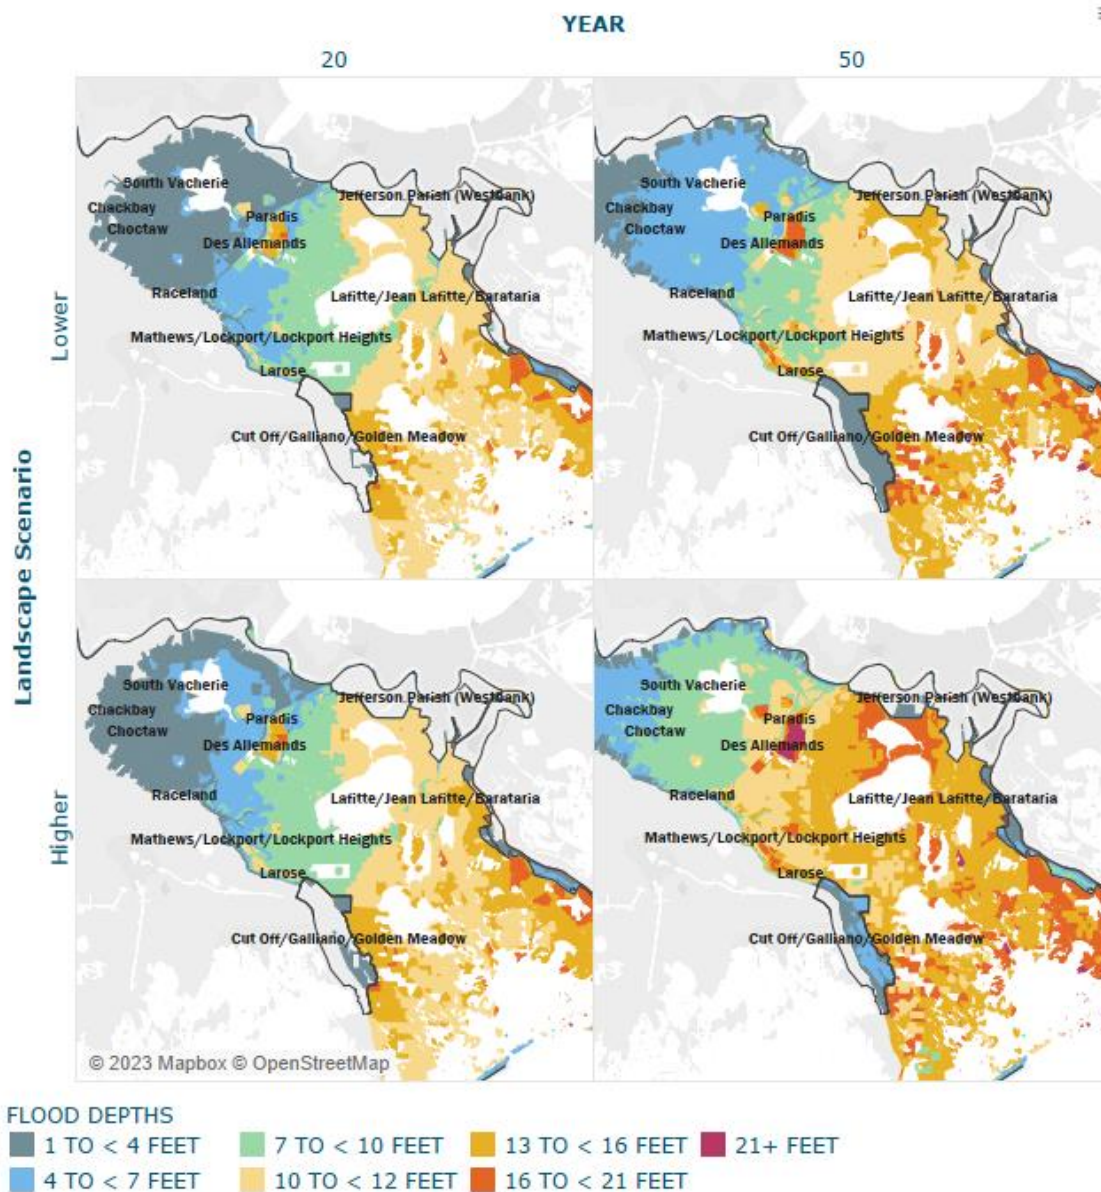 YEAR
20
50
Landscape Scenario
Lower
South Vacherie
Jefferson Parish (Westbank)
Chackbay
Paradis
Choctaw
Des Allemands
Raceland
Lafitte/Jean Lafitte/Barataria
Mathews/Lockport/Lockport Heights
Larose
Cut Off/Galliano/Golden Meadow
South Vacherie
Jefferson Parish (Westbank)
Chackbay
Paradis
Choctaw
Des Allemands
Raceland
Lafitte/Jean Lafitte/Barataria
Mathews/Lockport/Lockport Heights
Larose
Cut Off/Galliano/Golden Meadow
Higher
South Vacherie
Jefferson Parish (Westbank)
Chackbay
Paradis
Choctaw
Des Allemands
Raceland
Lafitte/Jean Lafitte/Barataria
Mathews/Lockport/Lockport Heights
Larose
Cut Off/Galliano/Golden Meadow
© 2023 Mapbox © OpenStreetMap
South Vacherie
Jefferson Parish (Westbank)
Chackbay
Paradis
Choctaw
Des Allemands
Raceland
Lafitte/Jean Lafitte/Barataria
Mathews/Lockport/Lockport Heights
Larose
Cut Off/Galliano/Golden Meadow
FLOOD DEPTHS
1 TO < 4 FEET
7 TO < 10 FEET
13 TO < 16 FEET
21+ FEET
4 TO < 7 FEET
10 TO < 12 FEET
16 TO < 21 FEET